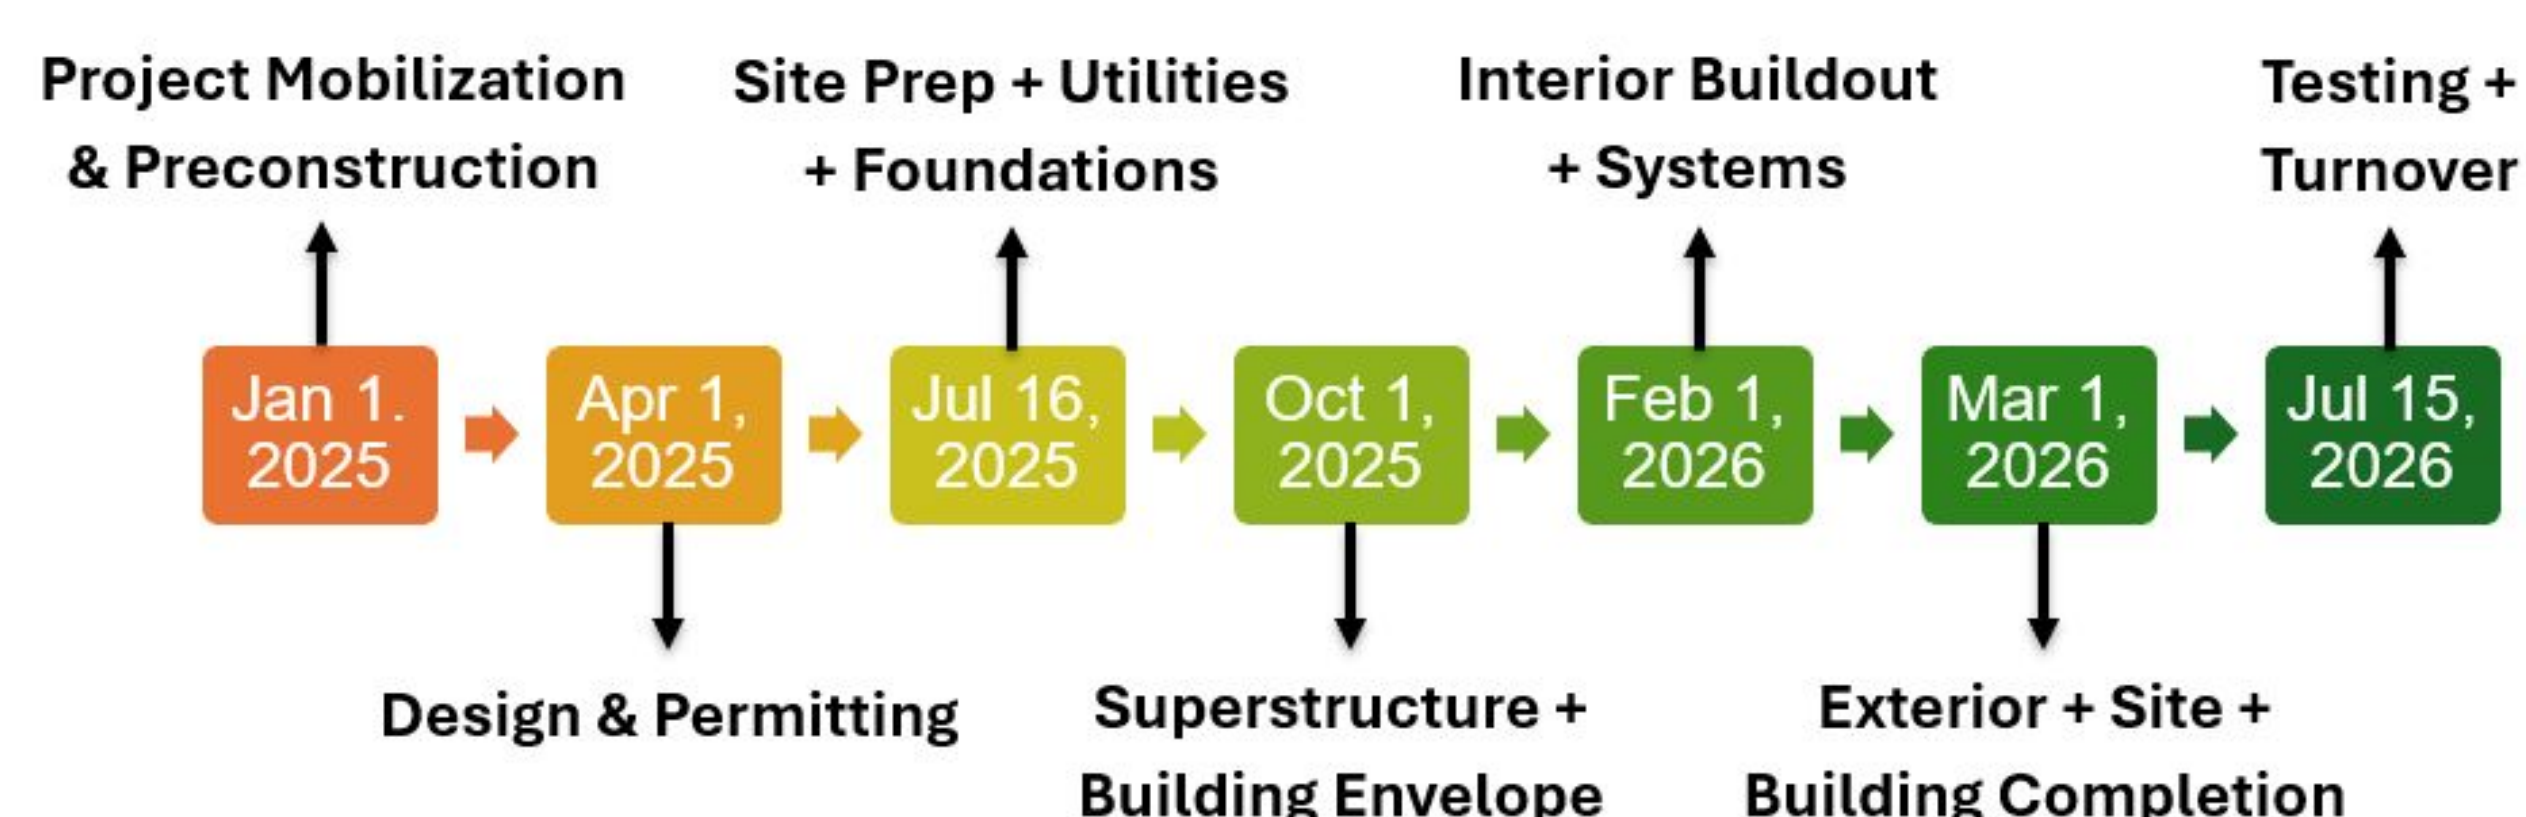 Project Mobilization
& Preconstruction
Site Prep + Utilities
+ Foundations
Interior Buildout
+ Systems
Testing +
Turnover
Jan 1.
2025
Apr 1,
2025
Jul 16,
2025
Oct 1,
2025
Feb 1,
2026
Mar 1,
2026
Jul 15,
2026
Design & Permitting
Superstructure +
Building Envelope
Exterior + Site +
Building Completion